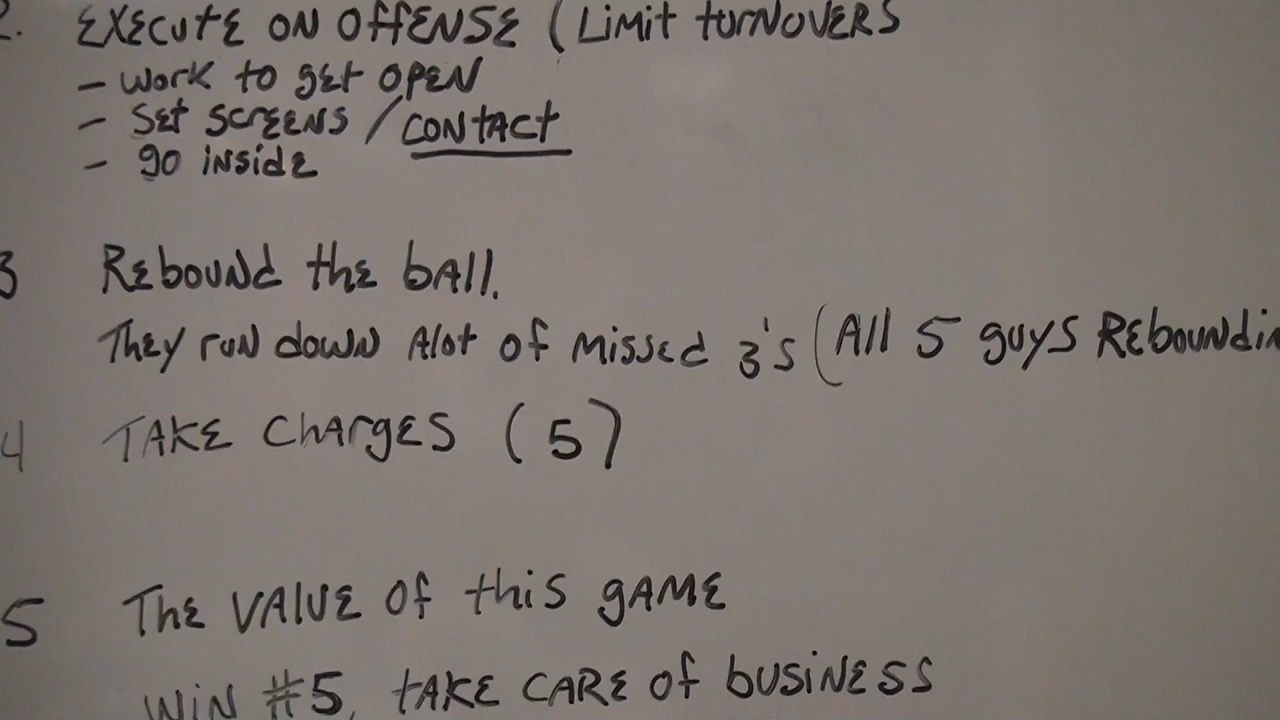 2. EXECUTE ON OFFENSE (Limit turNOVERS
- Work to get OPEN
- Set SCREENS / CONTACT
- go inside
3 REbOUNd the bALL.
They run down Alot of missed 3's (All 5 guys REboundin
4 TAKE ChargES (5)
5 The VALUE Of this gAME
WiN #5, tAKE CARE of busiNESS